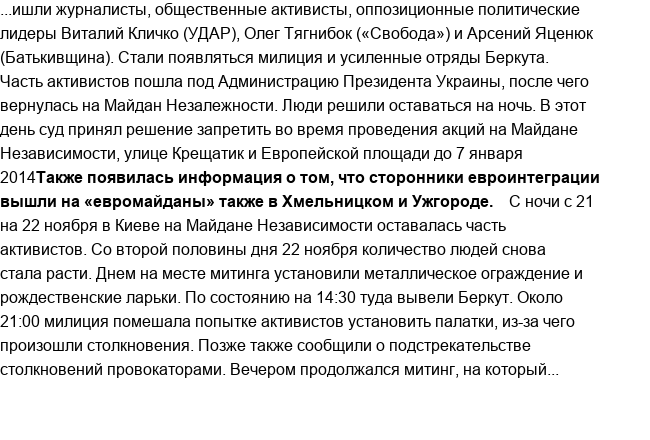 ...ишли журналисты, общественные активисты, оппозиционные политические
лидеры Виталий Кличко (УДАР), Олег Тягнибок («Свобода») и Арсений Яценюк
(Батькивщина). Стали появляться милиция и усиленные отряды Беркута.
Часть активистов пошла под Администрацию Президента Украины, после чего
вернулась на Майдан Незалежности. Люди решили оставаться на ночь. В этот
день суд принял решение запретить во время проведения акций на Майдане
Независимости, улице Крещатик и Европейской площади до 7 января
2014Также появилась информация о том, что сторонники евроинтеграции
вышли на «евромайданы» также в Хмельницком и Ужгороде. С ночи с 21
на 22 ноября в Киеве на Майдане Независимости оставалась часть
активистов. Со второй половины дня 22 ноября количество людей снова
стала расти. Днем на месте митинга установили металлическое ограждение и
рождественские ларьки. По состоянию на 14:30 туда вывели Беркут. Около
21:00 милиция помешала попытке активистов установить палатки, из-за чего
произошли столкновения. Позже также сообщили о подстрекательстве
столкновений провокаторами. Вечером продолжался митинг, на который...